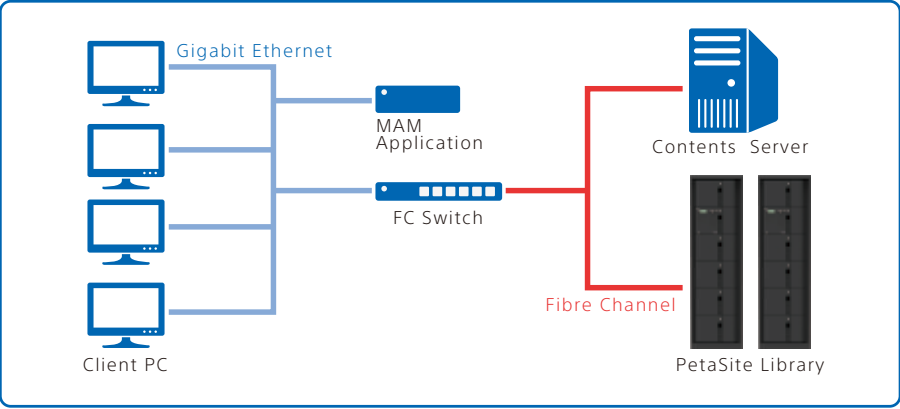 Gigabit Ethernet
MAM
Application
Contents Server
FC Switch
Fibre Channel
Client PC
PetaSite Library